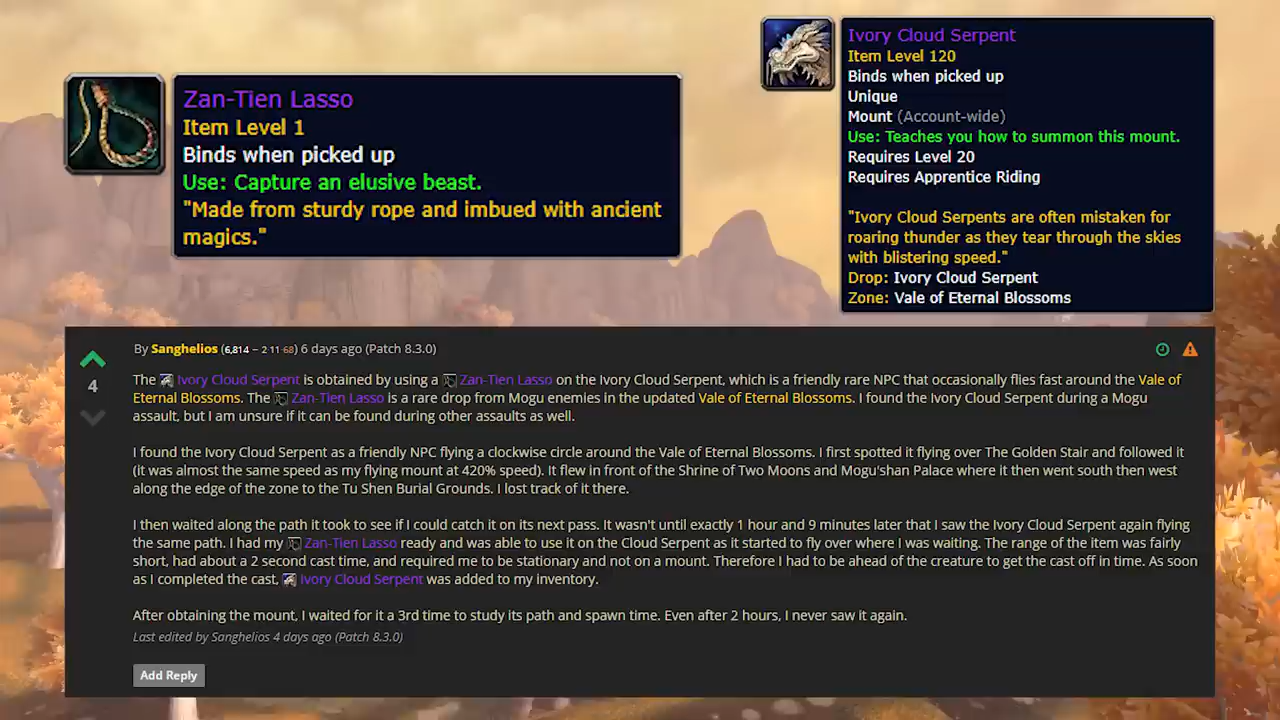 Zan-Tien Lasso
Item Level 1
Binds when picked up
Use: Capture an elusive beast.
"Made from sturdy rope and imbued with ancient
magics."
Ivory Cloud Serpent
Item Level 120
Binds when picked up
Unique
Mount (Account-wide)
Use: Teaches you how to summon this mount.
Requires Level 20
Requires Apprentice Riding
"Ivory Cloud Serpents are often mistaken for
roaring thunder as they tear through the skies
with blistering speed."
Drop: Ivory Cloud Serpent
Zone: Vale of Eternal Blossoms
By Sanghelios (6,814 – 2·11·68) 6 days ago (Patch 8.3.0)
4
The Ivory Cloud Serpent is obtained by using a Zan-Tien Lasso on the Ivory Cloud Serpent, which is a friendly rare NPC that occasionally flies fast around the Vale of
Eternal Blossoms. The Zan-Tien Lasso is a rare drop from Mogu enemies in the updated Vale of Eternal Blossoms. I found the Ivory Cloud Serpent during a Mogu
assault, but I am unsure if it can be found during other assaults as well.
I found the Ivory Cloud Serpent as a friendly NPC flying a clockwise circle around the Vale of Eternal Blossoms. I first spotted it flying over The Golden Stair and followed it
(it was almost the same speed as my flying mount at 420% speed). It flew in front of the Shrine of Two Moons and Mogu'shan Palace where it then went south then west
along the edge of the zone to the Tu Shen Burial Grounds. I lost track of it there.
I then waited along the path it took to see if I could catch it on its next pass. It wasn't until exactly 1 hour and 9 minutes later that I saw the Ivory Cloud Serpent again flying
the same path. I had my Zan-Tien Lasso ready and was able to use it on the Cloud Serpent as it started to fly over where I was waiting. The range of the item was fairly
short, had about a 2 second cast time, and required me to be stationary and not on a mount. Therefore I had to be ahead of the creature to get the cast off in time. As soon
as I completed the cast, Ivory Cloud Serpent was added to my inventory.
After obtaining the mount, I waited for it a 3rd time to study its path and spawn time. Even after 2 hours, I never saw it again.
Last edited by Sanghelios 4 days ago (Patch 8.3.0)
Add Reply